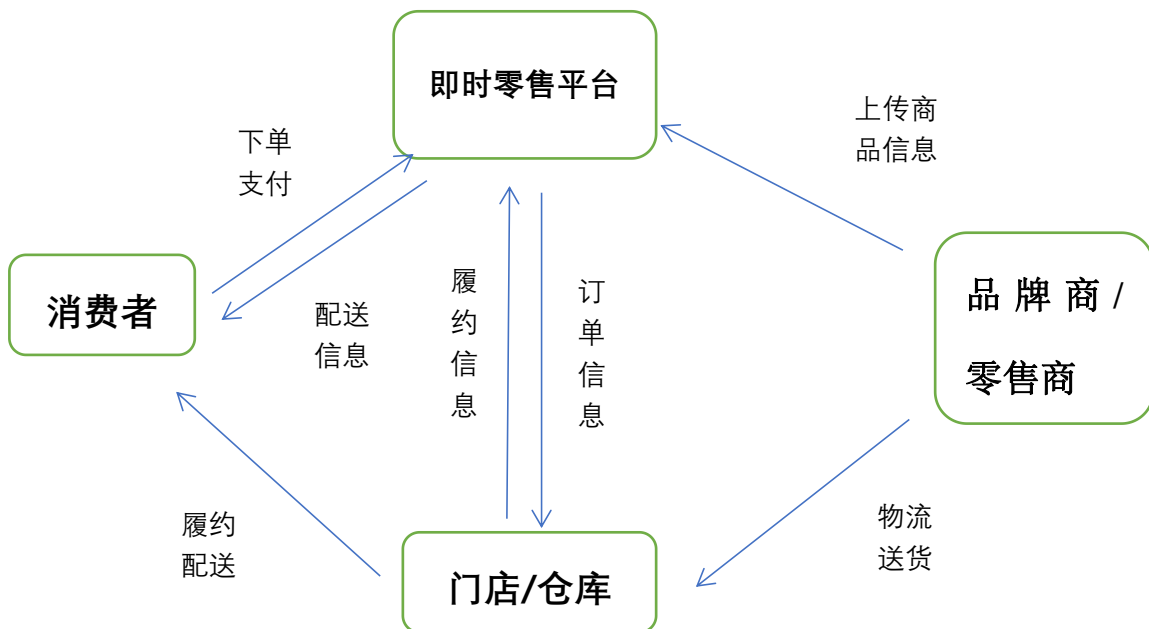 即时零售平台
上传商
品信息
下单
支付
消费者
配送
信息
履
约
信
息
订
单
信
息
品 牌 商 /
零售商
履约
配送
物流
送货
门店/仓库